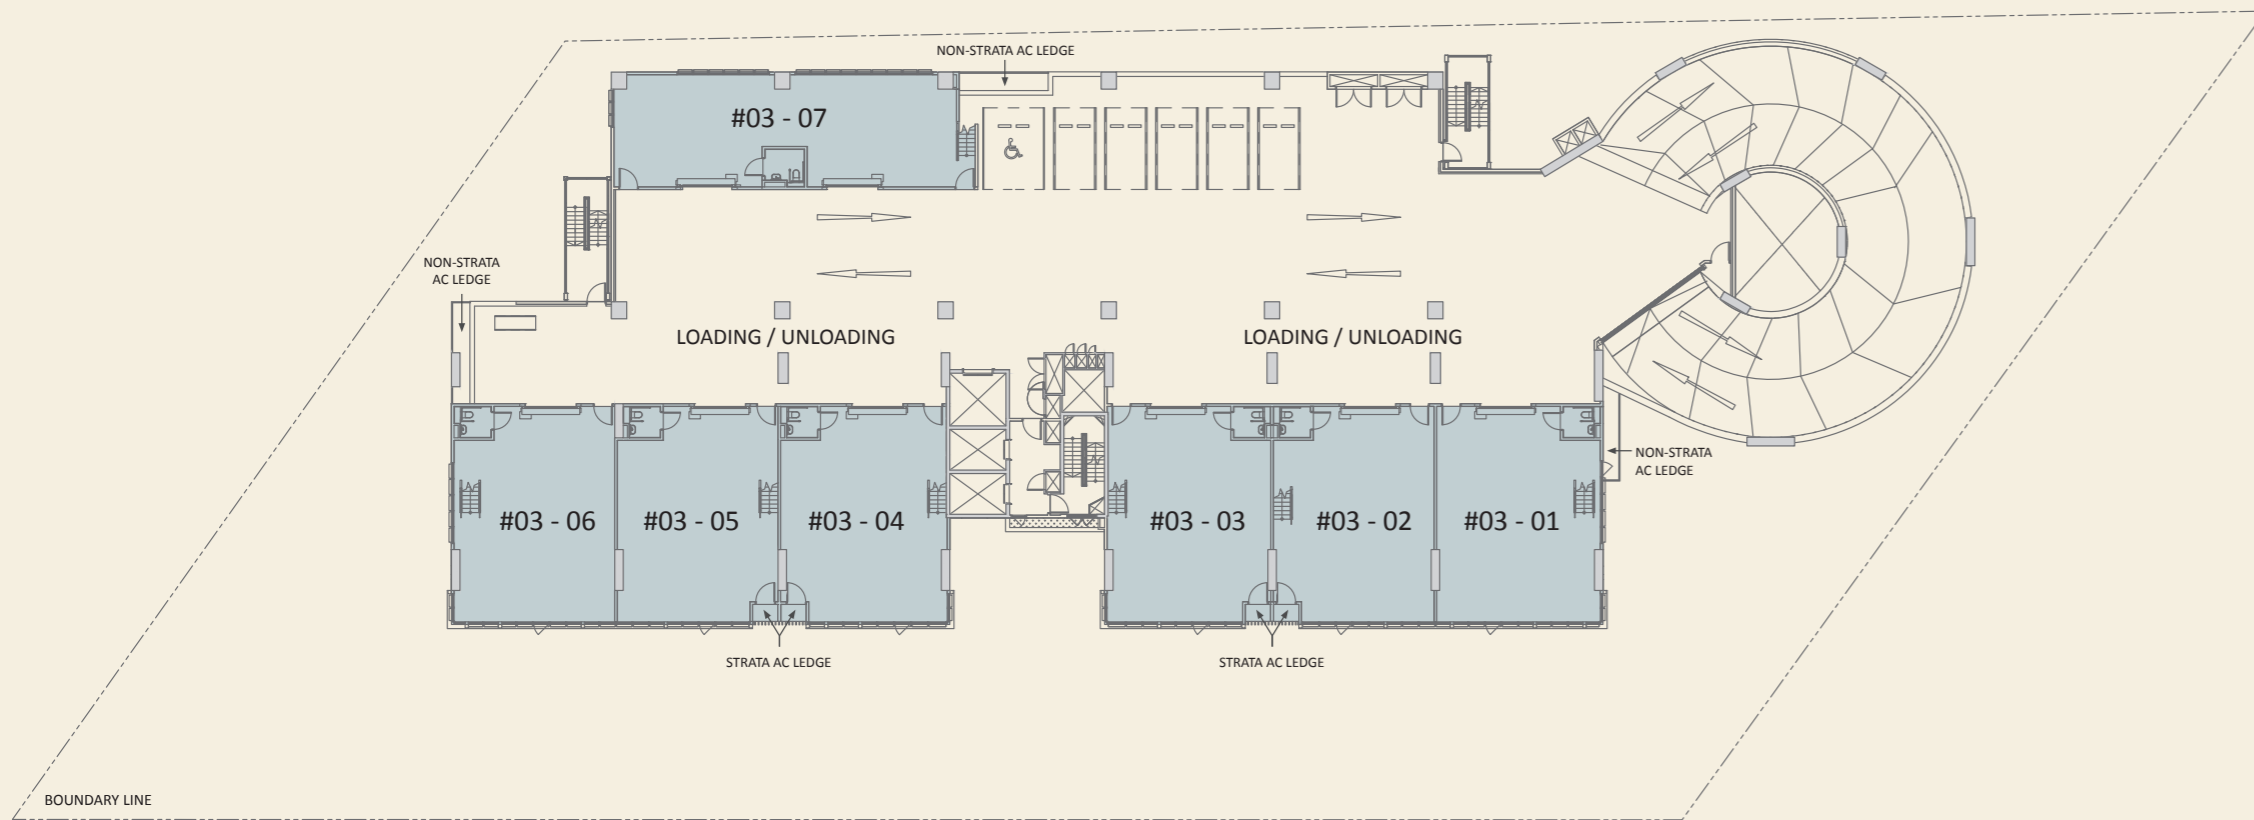 NON-STRATA AC LEDGE
#03 - 07
NON-STRATA
AC LEDGE
LOADING / UNLOADING
LOADING / UNLOADING
NON-STRATA
AC LEDGE
#03 - 06
#03 - 05
#03 - 04
#03 - 03
#03 - 02
#03 - 01
STRATA AC LEDGE
STRATA AC LEDGE
BOUNDARY LINE